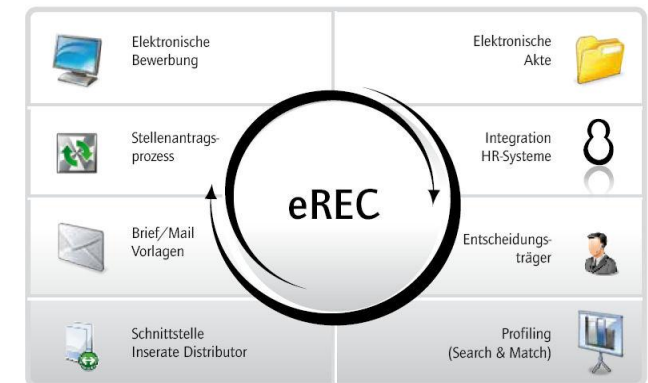 Elektronische
Bewerbung
Elektronische
Akte
Stellenantrags-
prozess
Integration
HR-Systeme
eREC
Brief/Mail
Vorlagen
Entscheidungs-
träger
Schnittstelle
Inserate Distributor
Profiling
(Search & Match)